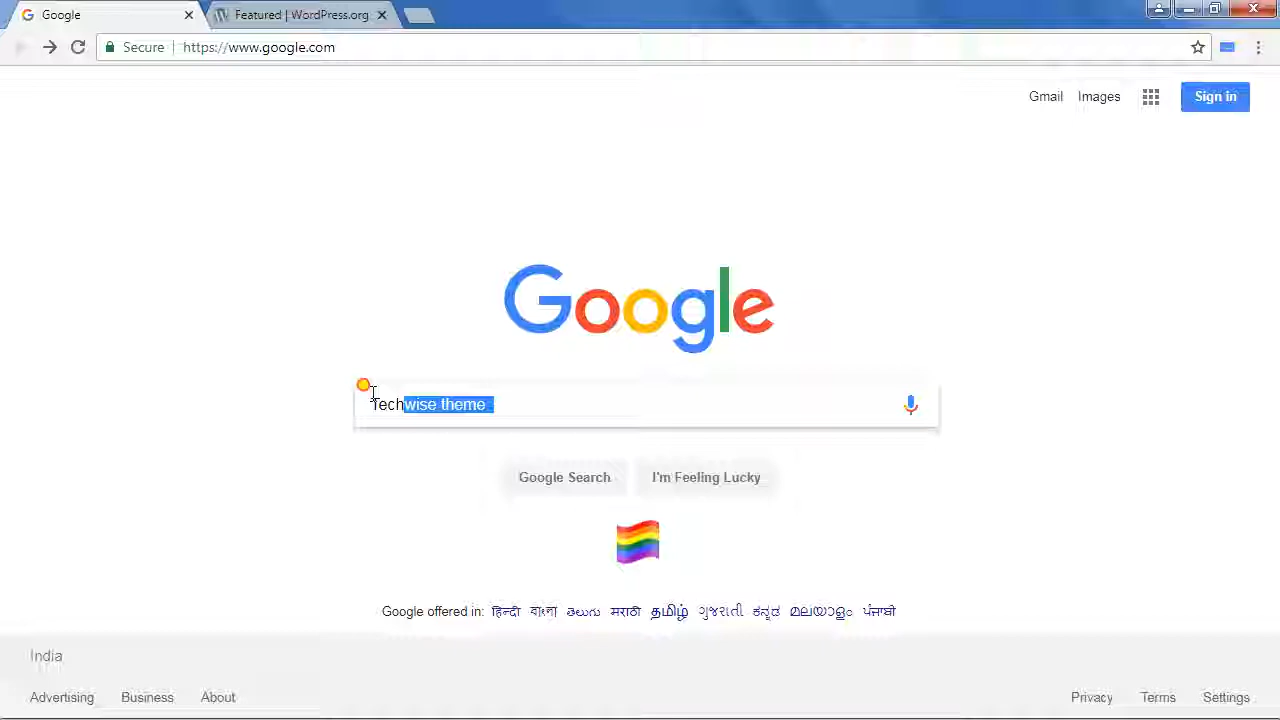 Google
Featured | WordPress.org
Secure
https://www.google.com
Gmail
Images
Sign in
Google
Techwise theme
Google Search
I'm Feeling Lucky
Google offered in: हिन्दी বাংলা తెలుగు मराठी தமிழ் ગુજરાતી ಕನ್ನಡ മലയാളം ਪੰਜਾਬੀ
India
Advertising
Business
About
Privacy
Terms
Settings